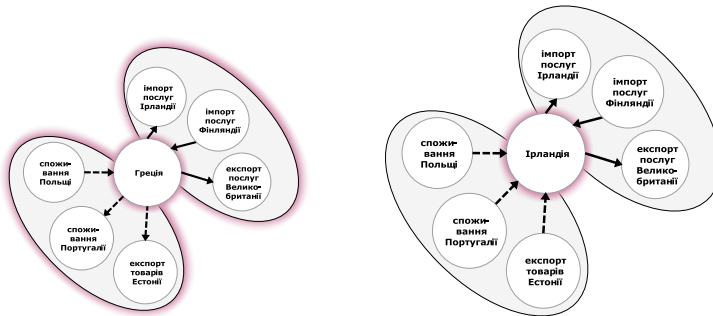 імпорт
послуг
Ірландії
імпорт
послуг
Фінляндії
експорт
послуг
Велико-
британії
Греція
спожи-
вання
Польщі
спожи-
вання
Португалії
експорт
товарів
Естонії
імпорт
послуг
Ірландії
імпорт
послуг
Фінляндії
експорт
послуг
Велико-
британії
Ірландія
спожи-
вання
Польщі
спожи-
вання
Португалії
експорт
товарів
Естонії